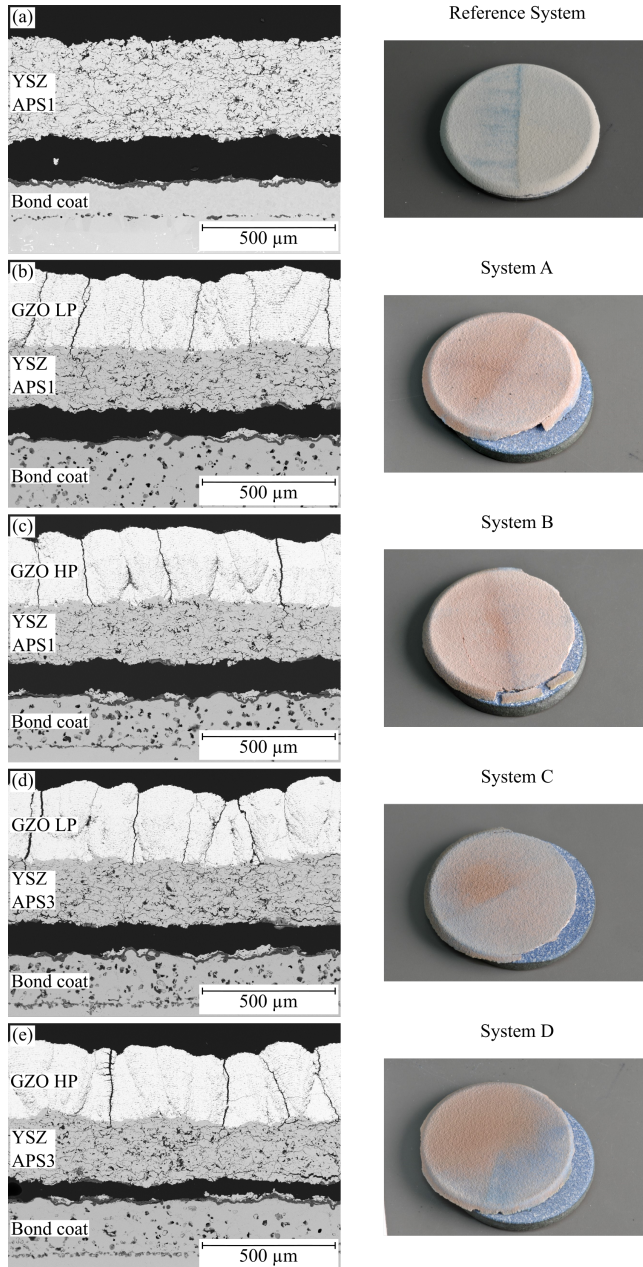 (a)
Reference System
YSZ
APS1
Bond coat
500 µm
(b)
System A
GZO LP
YSZ
APS1
Bond coat
500 µm
(c)
System B
GZO HP
YSZ
APS1
Bond coat
500 µm
(d)
System C
GZO LP
YSZ
APS3
Bond coat
500 µm
(e)
System D
GZO HP
YSZ
APS3
Bond coat
500 µm